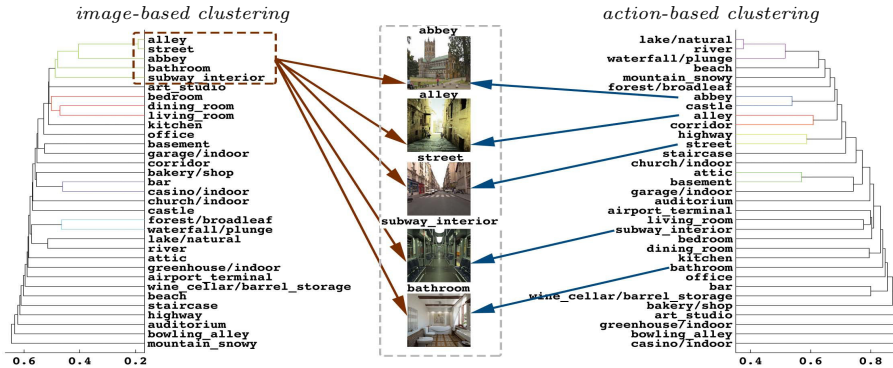 image-based clustering
alley
street
abbey
bathroom
subway_interior
art_studio
bedroom
dining_room
living_room
kitchen
office
basement
garage/indoor
corridor
bakery/shop
bar
casino/indoor
church/indoor
castle
forest/broadleaf
waterfall/plunge
lake/natural
river
attic
greenhouse/indoor
airport_terminal
wine_cellar/barrel_storage
beach
staircase
highway
auditorium
bowling_alley
mountain_snowy
0.6 0.4 0.2
abbey
alley
street
subway_interior
bathroom
action-based clustering
lake/natural
river
waterfall/plunge
beach
mountain_snowy
forest/broadleaf
abbey
castle
alley
corridor
highway
street
staircase
church/indoor
attic
basement
garage/indoor
auditorium
airport_terminal
living_room
subway_interior
bedroom
dining_room
kitchen
bathroom
office
bar
wine_cellar/barrel_storage
bakery/shop
art_studio
greenhouse/indoor
bowling_alley
casino/indoor
0.4 0.6 0.8